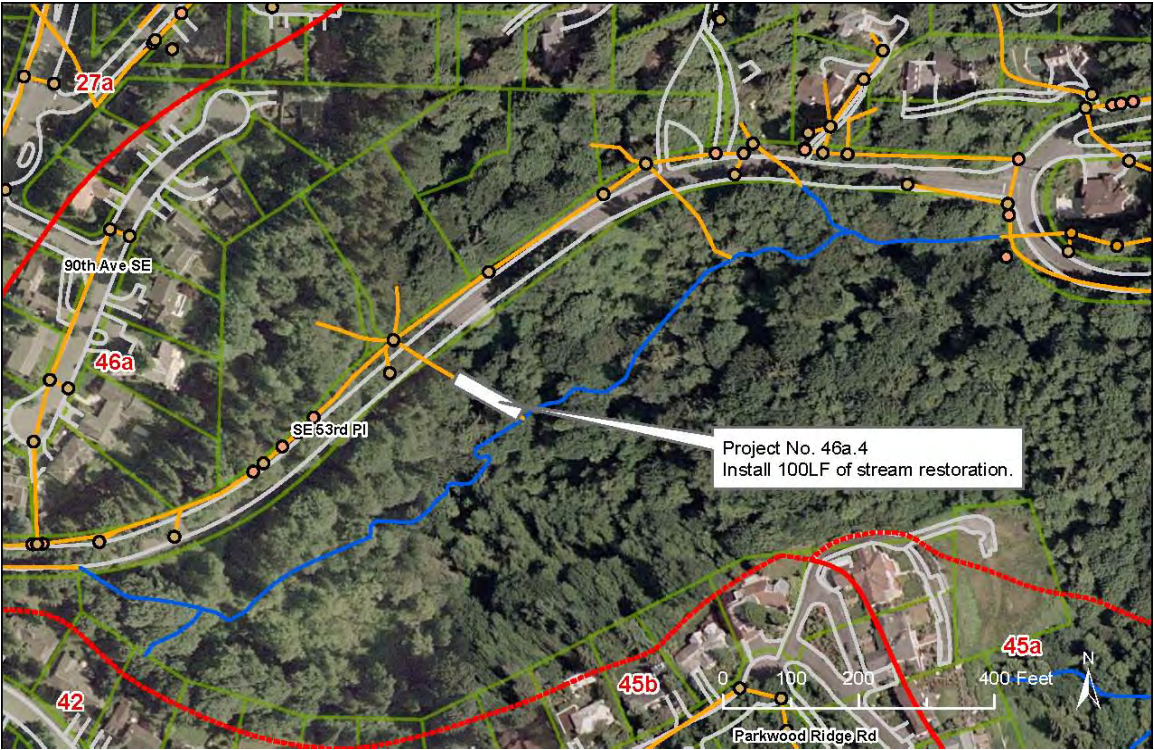 27a
90th Ave SE
46a
SE 53rd Pl
Project No. 46a.4
Install 100LF of stream restoration.
45a
N
0 100 200 400 Feet
45b
42
Parkwood Ridge Rd